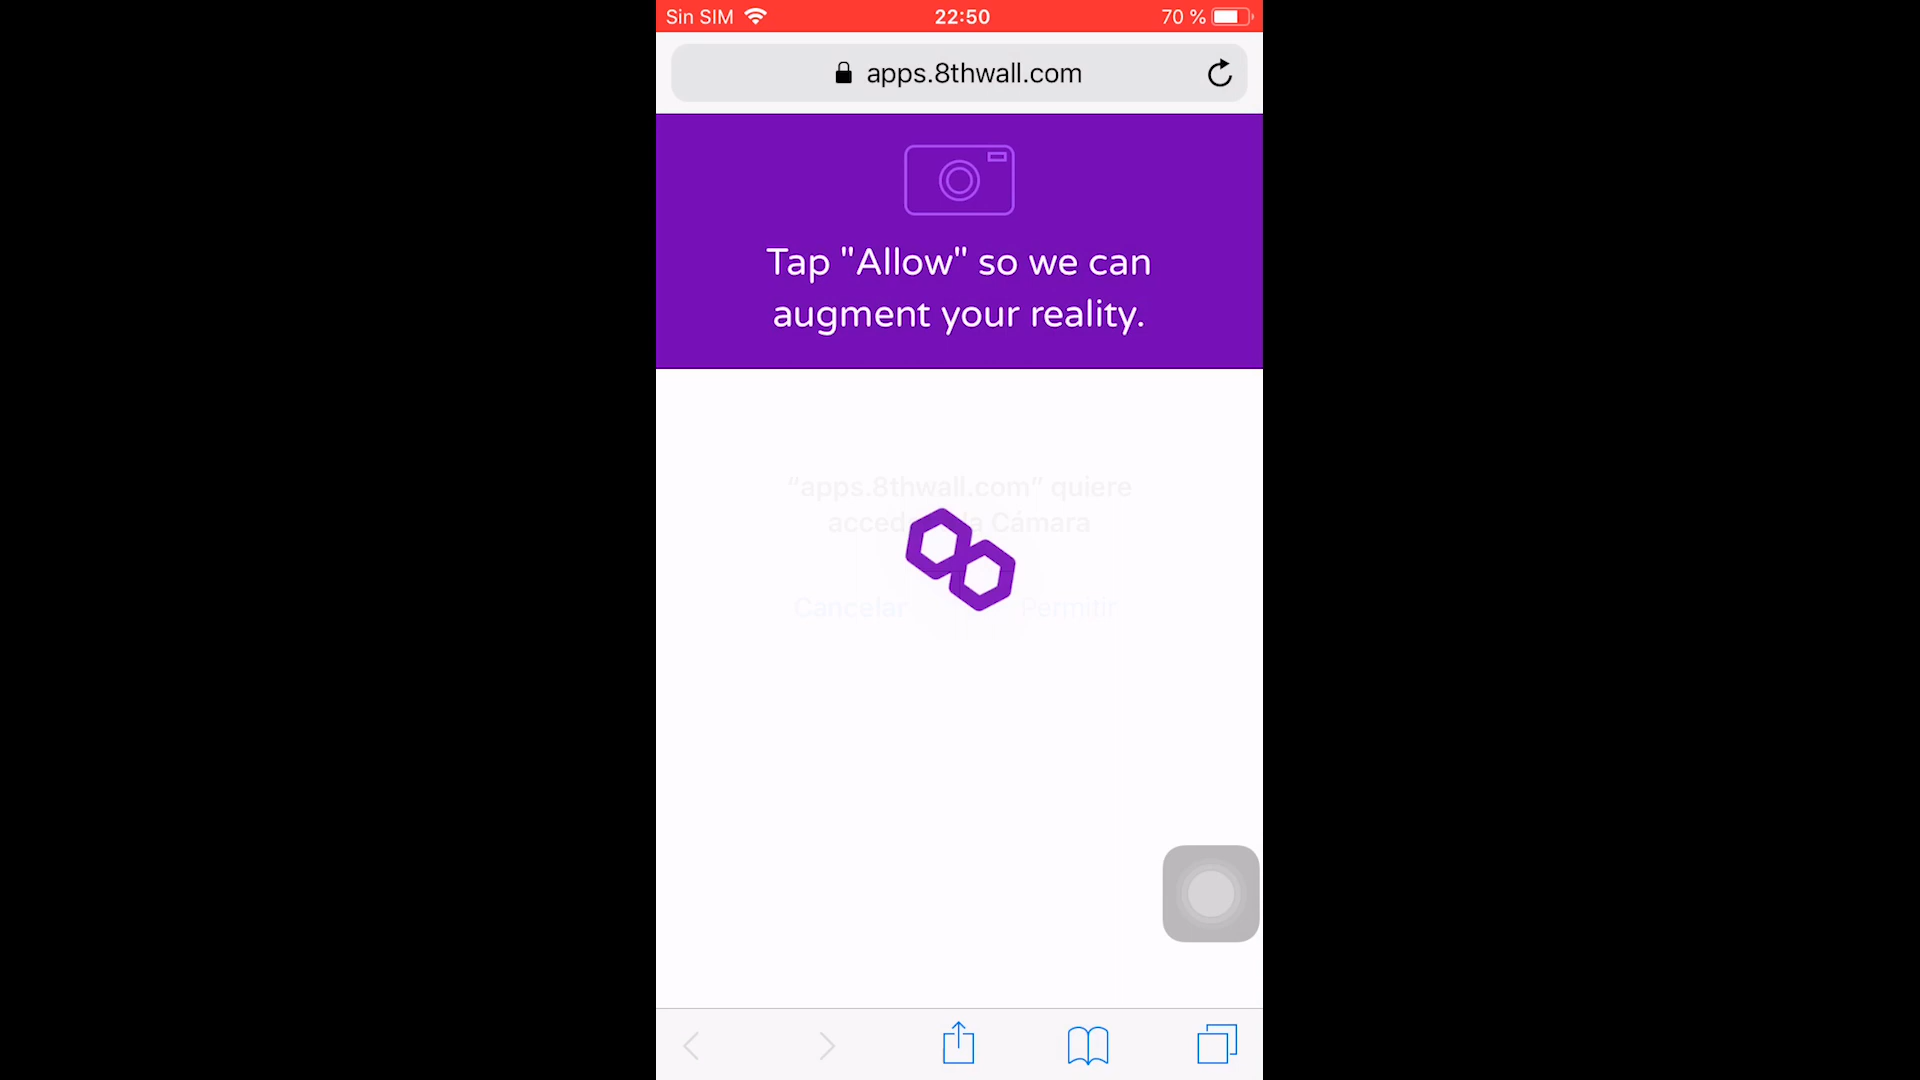 Sin SIM 22:50 70 %
apps.8thwall.com
Tap "Allow" so we can
augment your reality.
“apps.8thwall.com” quiere
Cámara
Cancelar Permitir